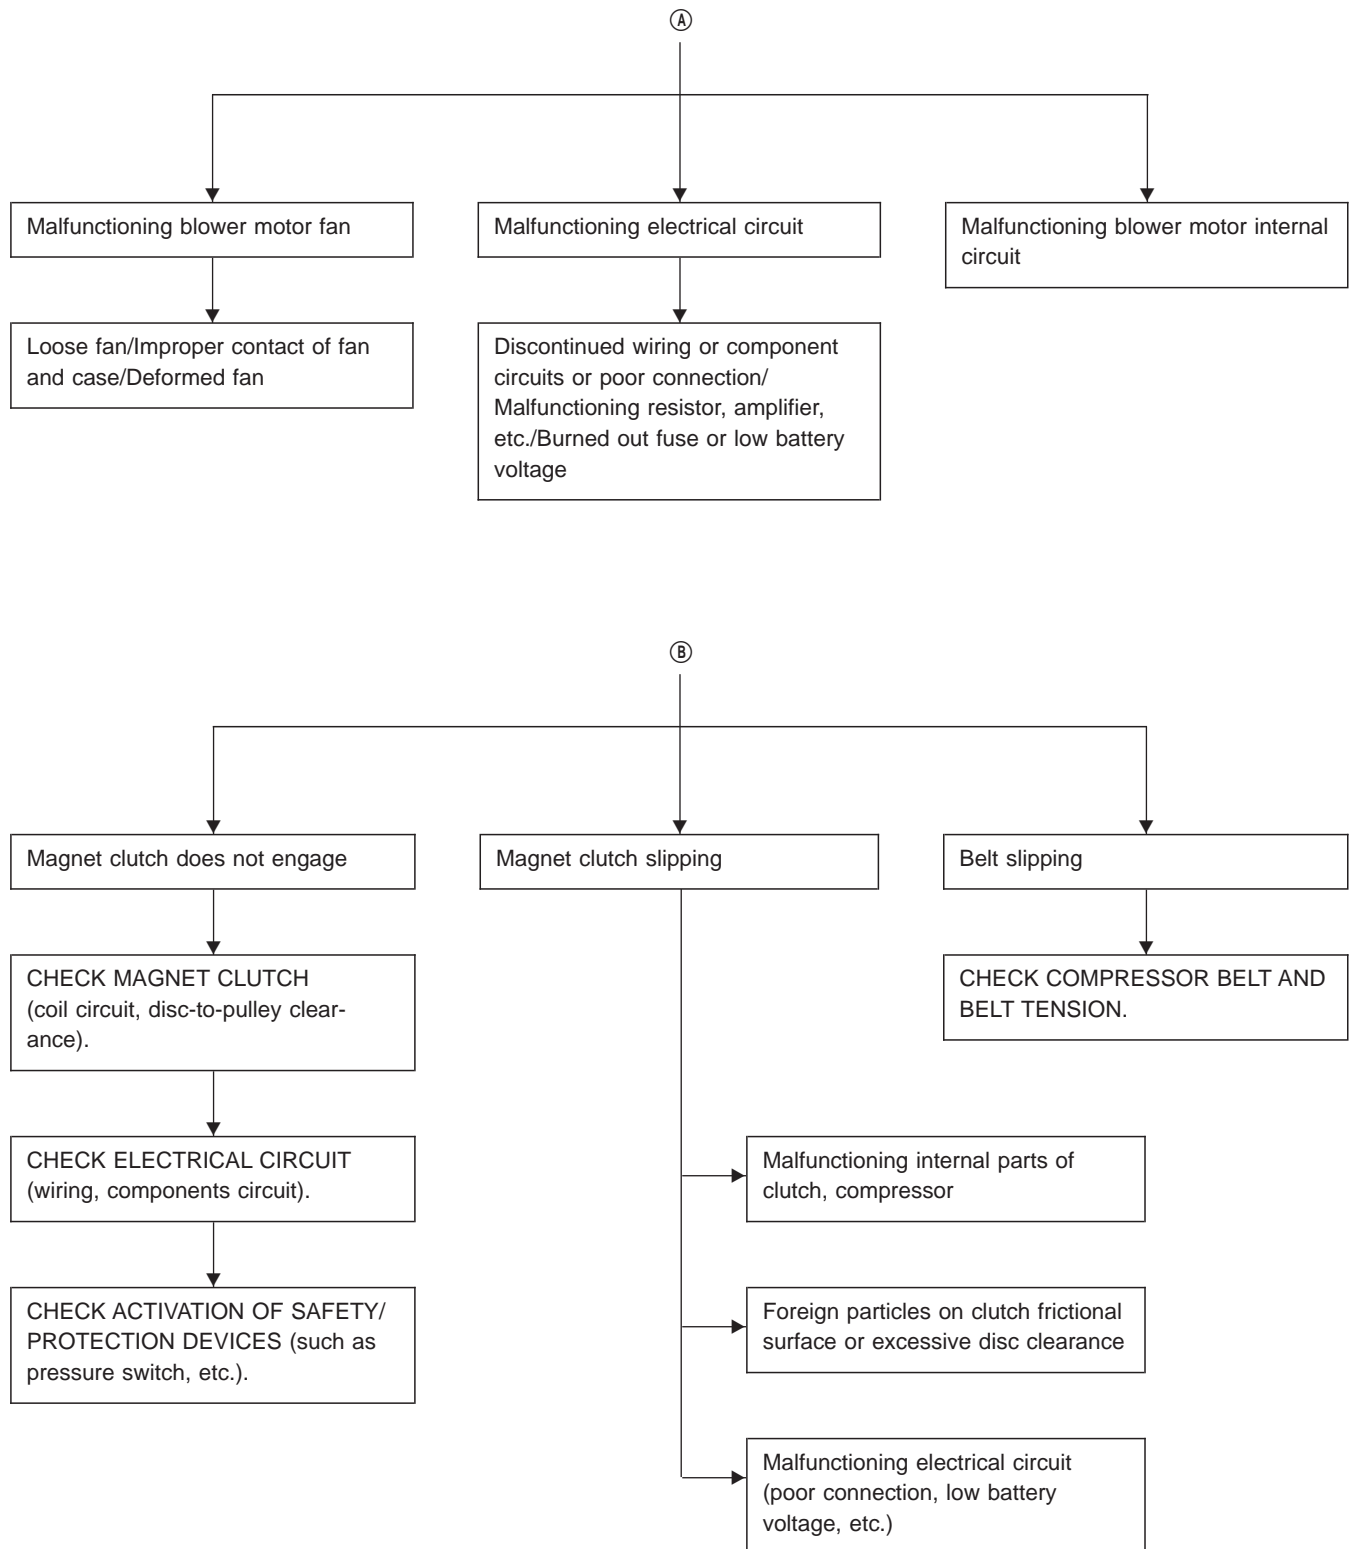 Ⓐ
Malfunctioning blower motor fan
Malfunctioning electrical circuit
Malfunctioning blower motor internal
circuit
Loose fan/Improper contact of fan
and case/Deformed fan
Discontinued wiring or component
circuits or poor connection/
Malfunctioning resistor, amplifier,
etc./Burned out fuse or low battery
voltage
Ⓑ
Magnet clutch does not engage
Magnet clutch slipping
Belt slipping
CHECK MAGNET CLUTCH
(coil circuit, disc-to-pulley clear-
ance).
CHECK COMPRESSOR BELT AND
BELT TENSION.
CHECK ELECTRICAL CIRCUIT
(wiring, components circuit).
Malfunctioning internal parts of
clutch, compressor
CHECK ACTIVATION OF SAFETY/
PROTECTION DEVICES (such as
pressure switch, etc.).
Foreign particles on clutch frictional
surface or excessive disc clearance
Malfunctioning electrical circuit
(poor connection, low battery
voltage, etc.)